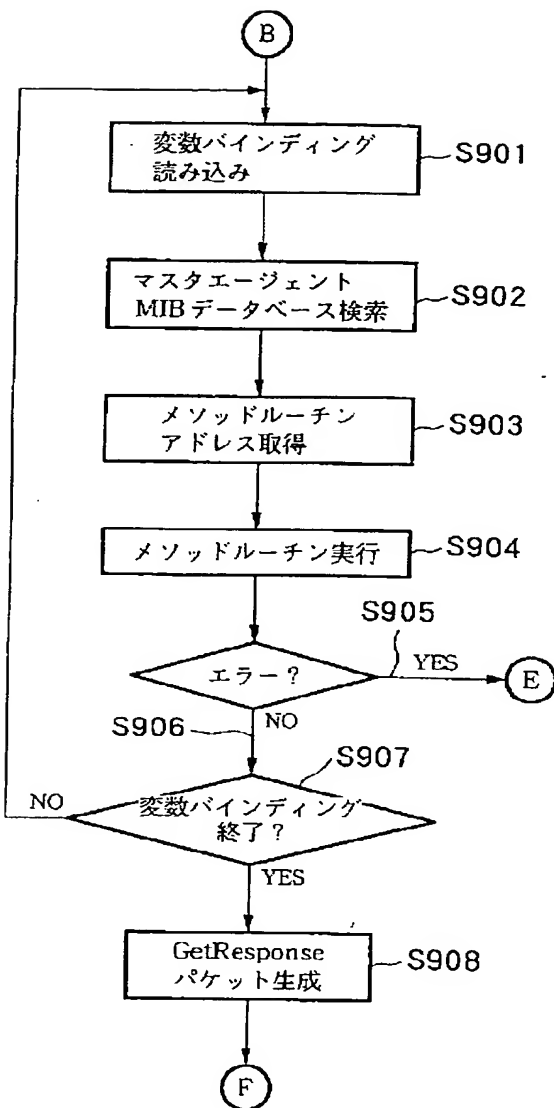 B
変数バインディング
読み込み
S901
マスタエージェント
MIBデータベース検索
S902
メソッドルーチン
アドレス取得
S903
メソッドルーチン実行
S904
S905
エラー?
YES
E
S906
NO
S907
NO
変数バインディング
終了?
YES
GetResponse
パケット生成
S908
F